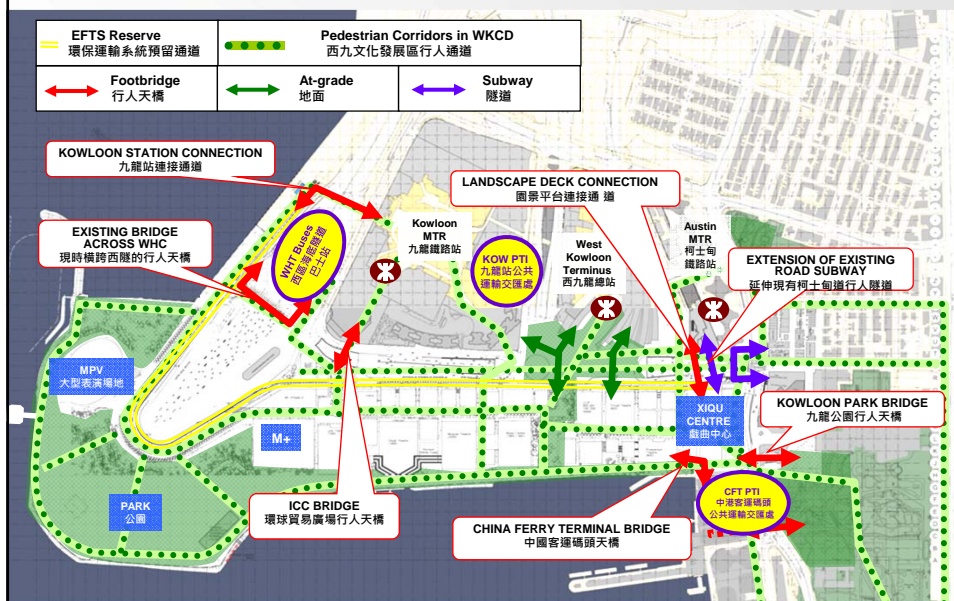 EFTS Reserve
環保運輸系統預留通道
Pedestrian Corridors in WKCD
西九文化發展區行人通道
Footbridge
行人天橋
At-grade
地面
Subway
隧道
KOWLOON STATION CONNECTION
九龍站連接通道
LANDSCAPE DECK CONNECTION
園景平台連接通 道
EXISTING BRIDGE
ACROSS WHC
現時橫跨西隧的行人天橋
WHT Buses
西區海底隧道
巴士站
Kowloon
MTR
九龍鐵路站
KOW PTI
九龍站公共
運輸交匯處
West
Kowloon
Terminus
西九龍總站
Austin
MTR
柯士甸
鐵路站
EXTENSION OF EXISTING
ROAD SUBWAY
延伸現有柯士甸道行人隧道
MPV
大型表演場地
M+
XIQU
CENTRE
戲曲中心
KOWLOON PARK BRIDGE
九龍公園行人天橋
PARK
公園
ICC BRIDGE
環球貿易廣場行人天橋
CFT PTI
中港客運碼頭
公共運輸交匯處
CHINA FERRY TERMINAL BRIDGE
中國客運碼頭天橋